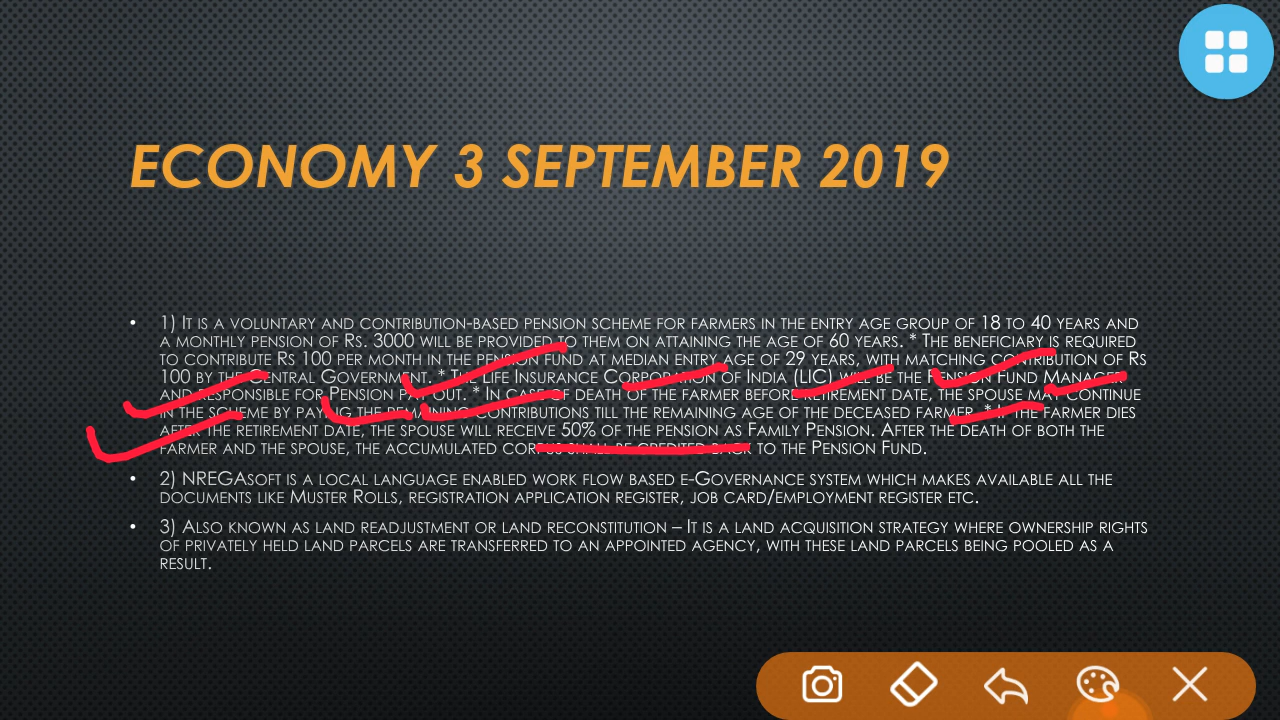 ECONOMY 3 SEPTEMBER 2019
• 1) It is a voluntary and contribution-based pension scheme for farmers in the entry age group of 18 to 40 years and
a monthly pension of Rs. 3000 will be provided to them on attaining the age of 60 years. * The beneficiary is required
to contribute Rs 100 per month in the pension fund at median entry age of 29 years, with matching contribution of Rs
100 by the Central Government. * The Life Insurance Corporation of India (LIC) will be the Pension Fund Manager
and responsible for Pension pay out. * In case of death of the farmer before retirement date, the spouse may continue
in the scheme by paying the remaining contributions till the remaining age of the deceased farmer. * If the farmer dies
after the retirement date, the spouse will receive 50% of the pension as Family Pension. After the death of both the
farmer and the spouse, the accumulated corpus shall be credited back to the Pension Fund.
• 2) NREGAsoft is a local language enabled work flow based e-Governance system which makes available all the
documents like Muster Rolls, registration application register, job card/employment register etc.
• 3) Also known as land readjustment or land reconstitution – It is a land acquisition strategy where ownership rights
of privately held land parcels are transferred to an appointed agency, with these land parcels being pooled as a
result.